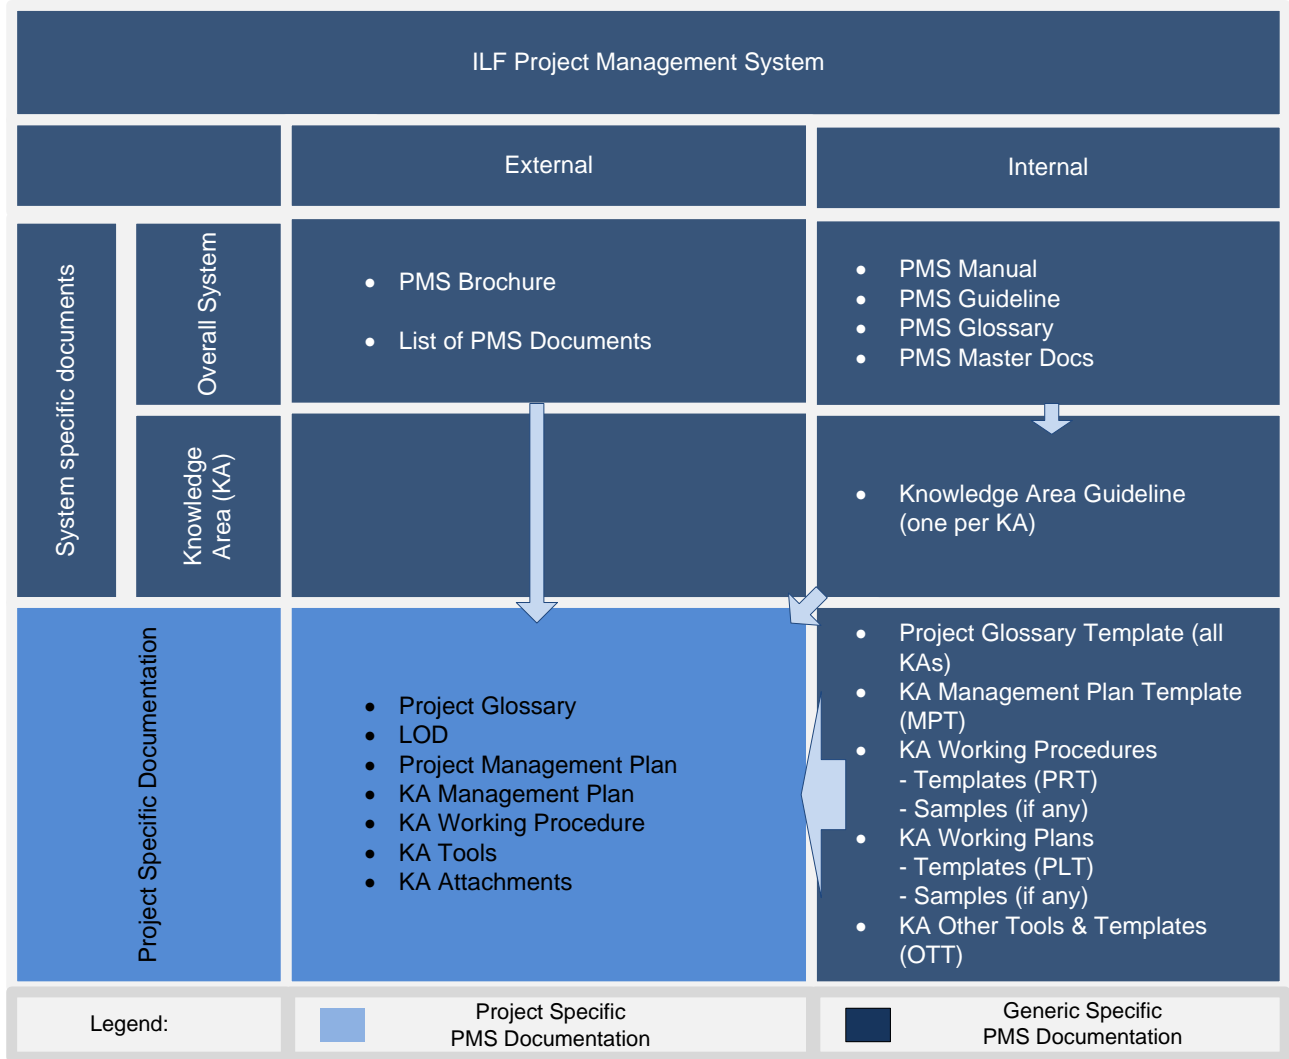 ILF Project Management System
External
Internal
System specific documents
Overall System
• PMS Brochure
• List of PMS Documents
• PMS Manual
• PMS Guideline
• PMS Glossary
• PMS Master Docs
Knowledge
Area (KA)
• Knowledge Area Guideline
(one per KA)
Project Specific Documentation
• Project Glossary
• LOD
• Project Management Plan
• KA Management Plan
• KA Working Procedure
• KA Tools
• KA Attachments
• Project Glossary Template (all
KAs)
• KA Management Plan Template
(MPT)
• KA Working Procedures
- Templates (PRT)
- Samples (if any)
• KA Working Plans
- Templates (PLT)
- Samples (if any)
• KA Other Tools & Templates
(OTT)
Legend:
Project Specific
PMS Documentation
Generic Specific
PMS Documentation